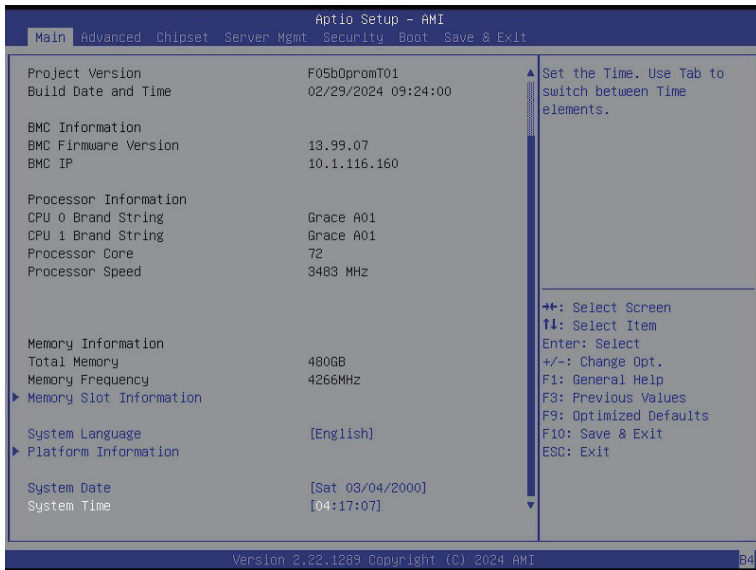 Aptio Setup – AMI
Main Advanced Chipset Server Mgmt Security Boot Save & Exit
Project Version F05bOpromT01
Build Date and Time 02/29/2024 09:24:00
BMC Information
BMC Firmware Version 13.99.07
BMC IP 10.1.116.160
Processor Information
CPU 0 Brand String Grace A01
CPU 1 Brand String Grace A01
Processor Core 72
Processor Speed 3483 MHz
Memory Information
Total Memory 480GB
Memory Frequency 4266MHz
Memory Slot Information
System Language [English]
Platform Information
System Date [Sat 03/04/2000]
System Time [04:17:07]
Set the Time. Use Tab to
switch between Time
elements.
→←: Select Screen
↑↓: Select Item
Enter: Select
+/-: Change Opt.
F1: General Help
F3: Previous Values
F9: Optimized Defaults
F10: Save & Exit
ESC: Exit
Version 2.22.1289 Copyright (C) 2024 AMI
B4